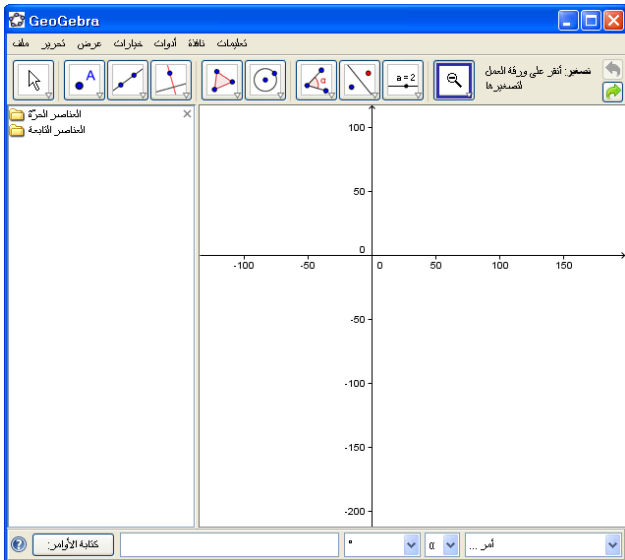 GeoGebra
ملف تحرير عرض خيارات أدوات نافذة تعليمات
A
α
a = 2
تصغير: أنقر على ورقة العمل
لتصغيرها
العناصر الحرّة
العناصر التابعة
100
50
0
-100 -50 0 50 100 150
-50
-100
-150
-200
كتابة الأوامر:
°
α
أمر ...